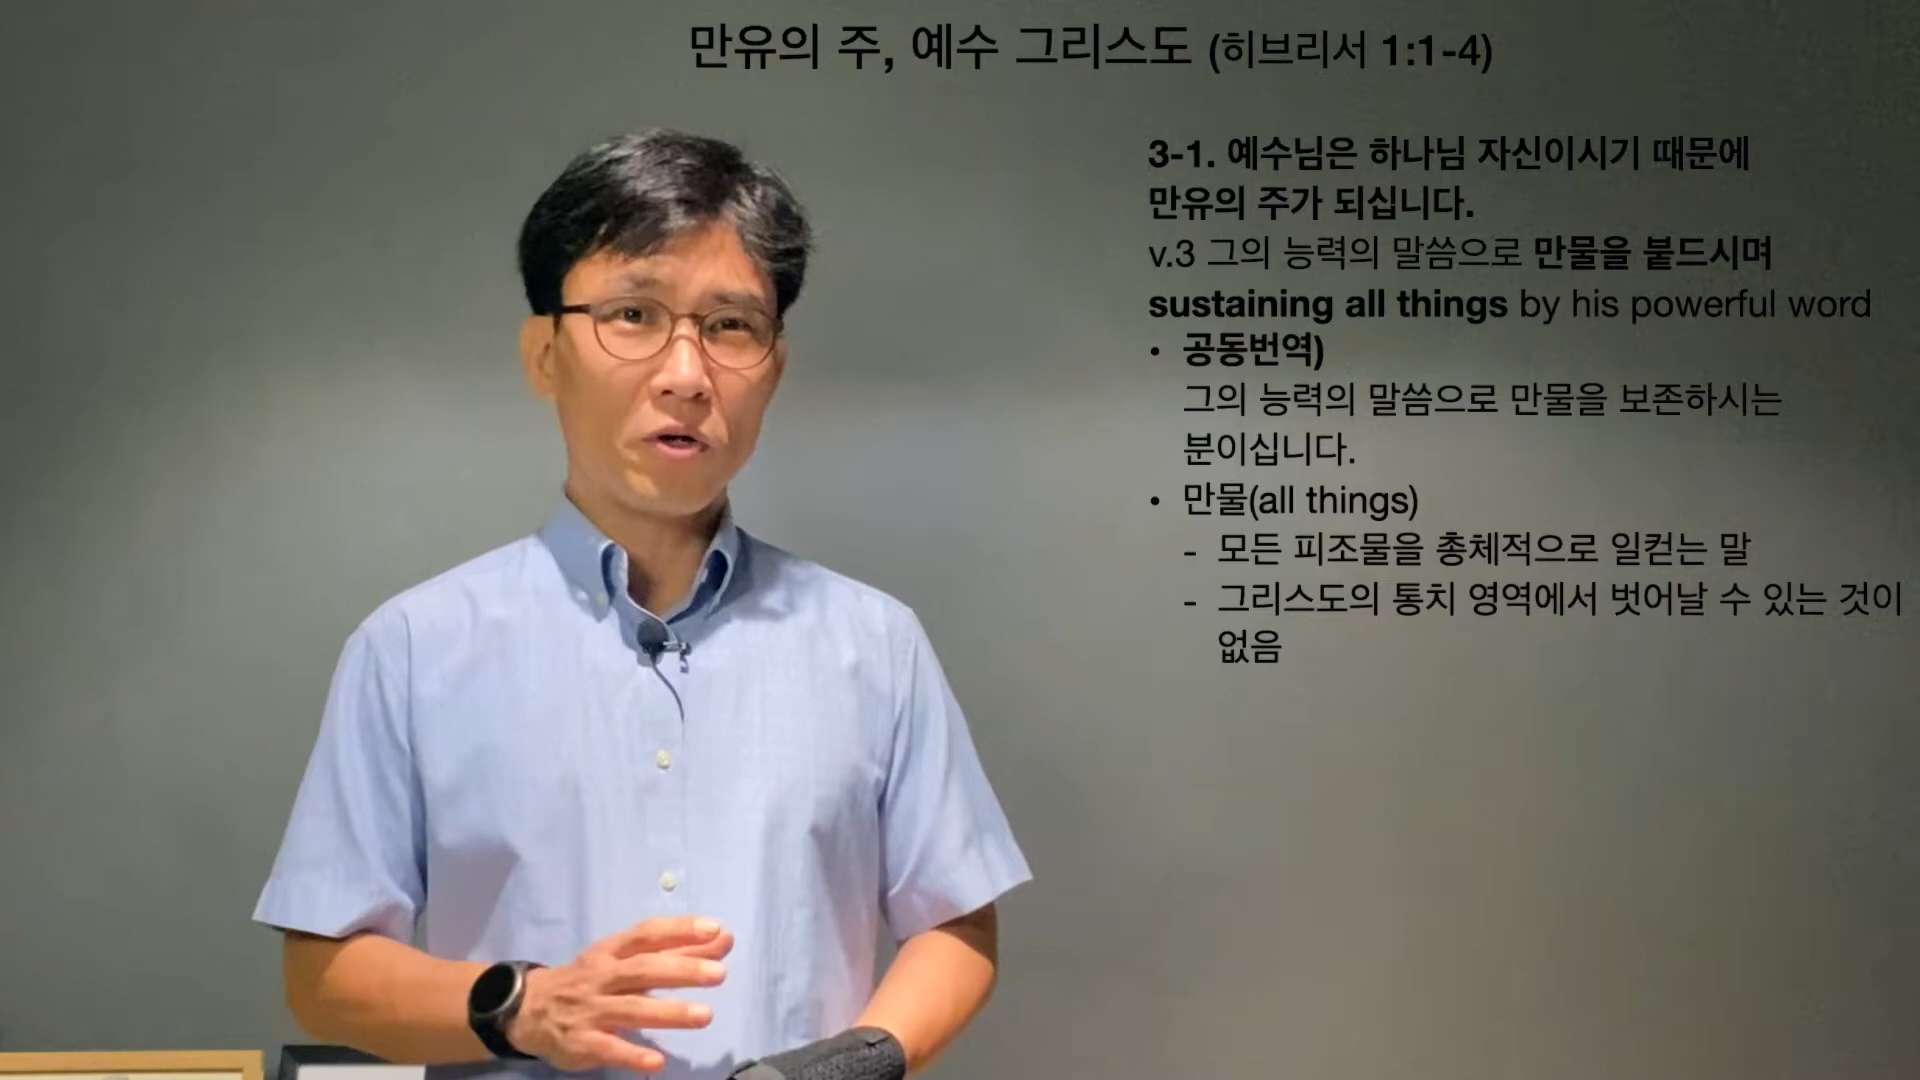 만유의 주, 예수 그리스도 (히브리서 1:1-4)
3-1. 예수님은 하나님 자신이시기 때문에
만유의 주가 되십니다.
v.3 그의 능력의 말씀으로 만물을 붙드시며
sustaining all things by his powerful word
• 공동번역)
그의 능력의 말씀으로 만물을 보존하시는
분이십니다.
• 만물(all things)
- 모든 피조물을 총체적으로 일컫는 말
- 그리스도의 통치 영역에서 벗어날 수 있는 것이
없음